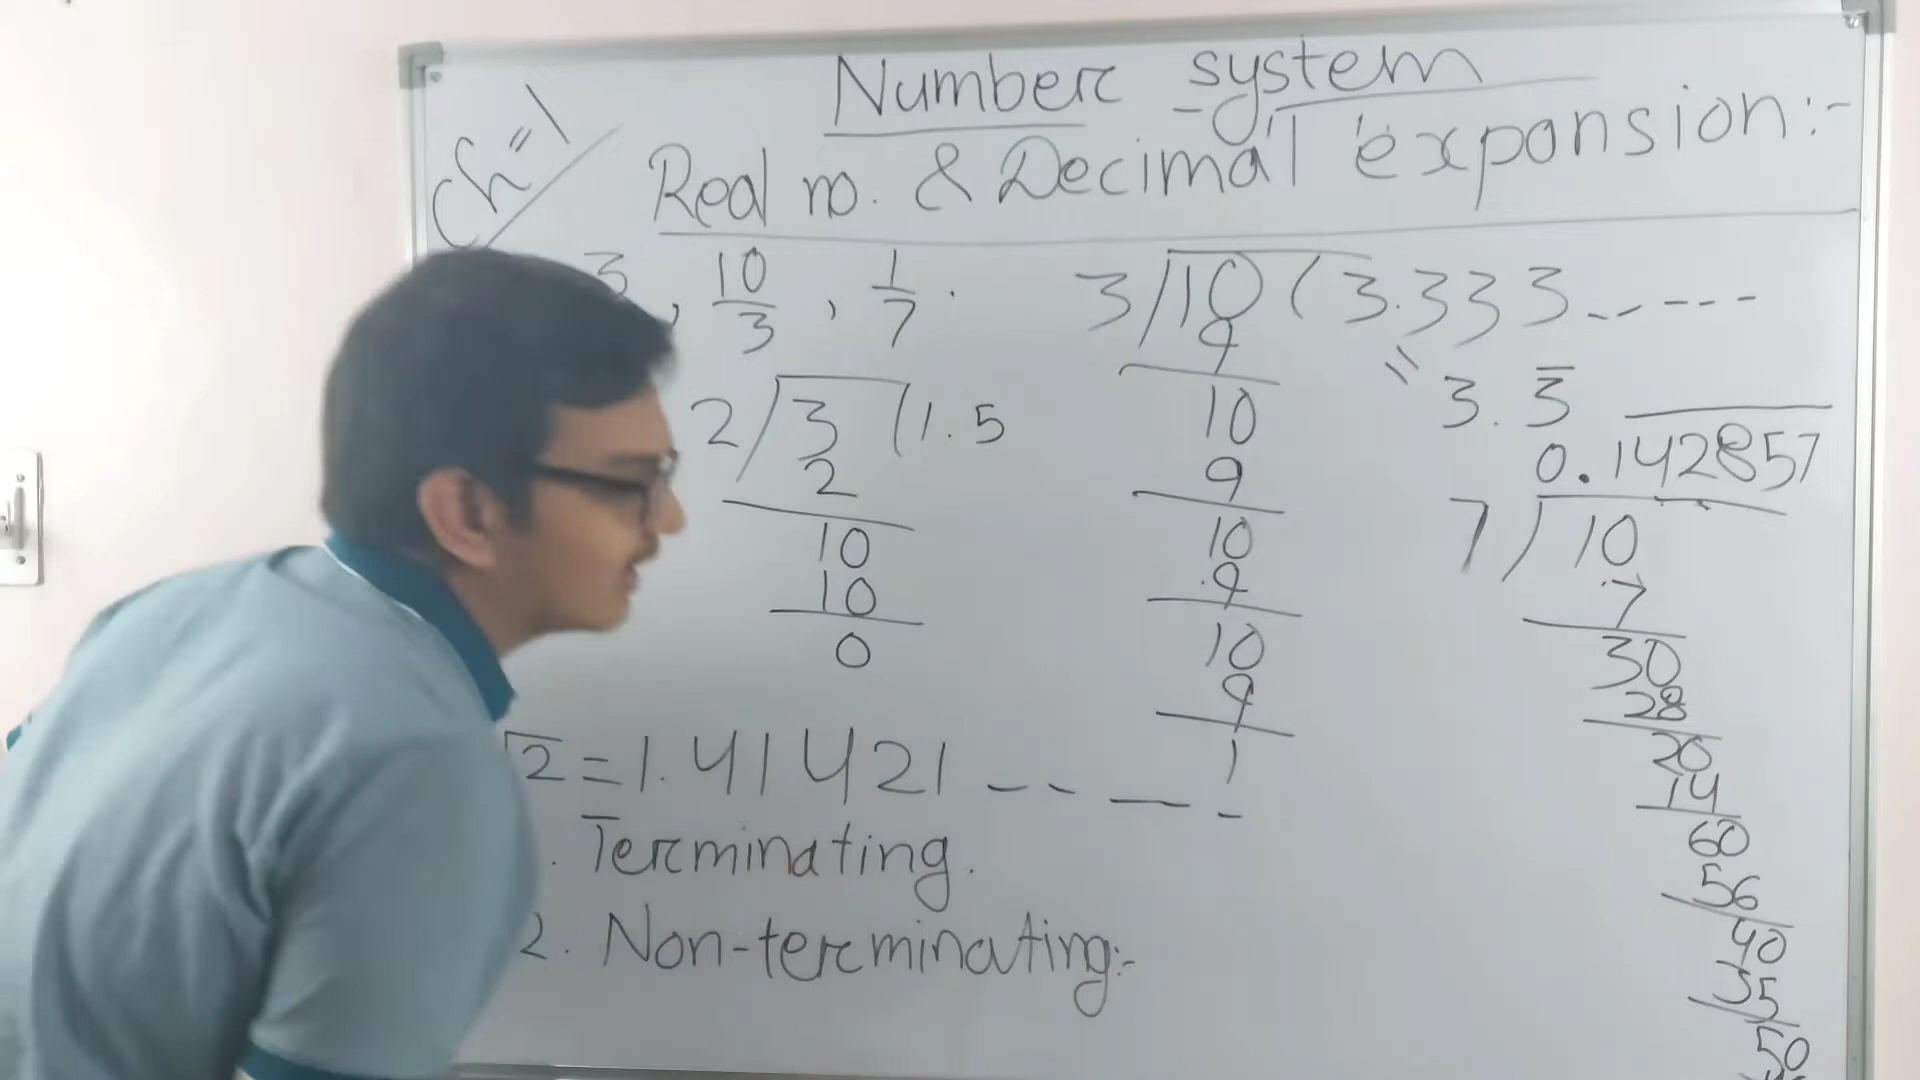 Ch=1
Number system
Real no. & Decimal expansion:-
3 , 10/3 , 1/7 .
3 10 ( 3.333 -----
9
10
9
10
9
10
9
1
= 3.3̅
2 3 ( 1.5
2
10
10
0
0.142857
7 ) 10
7
30
28
20
14
60
56
40
35
50
√2 = 1.41421 -----
. Terminating.
2. Non-terminating:-